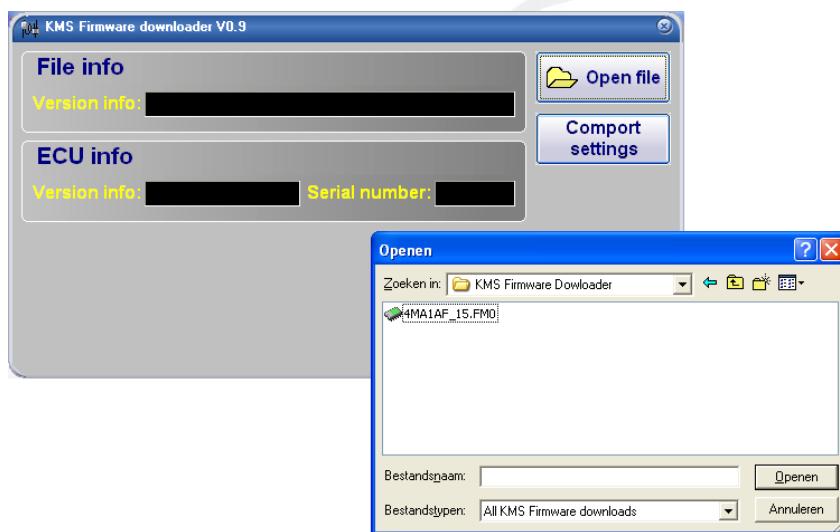 KMS Firmware downloader V0.9
File info
Version info:
Open file
Comport
settings
ECU info
Version info: Serial number:
Openen
Zoeken in: KMS Firmware Dowloader
4MA1AF_15.FM0
Bestandsnaam: Openen
Bestandstypen: All KMS Firmware downloads Annuleren